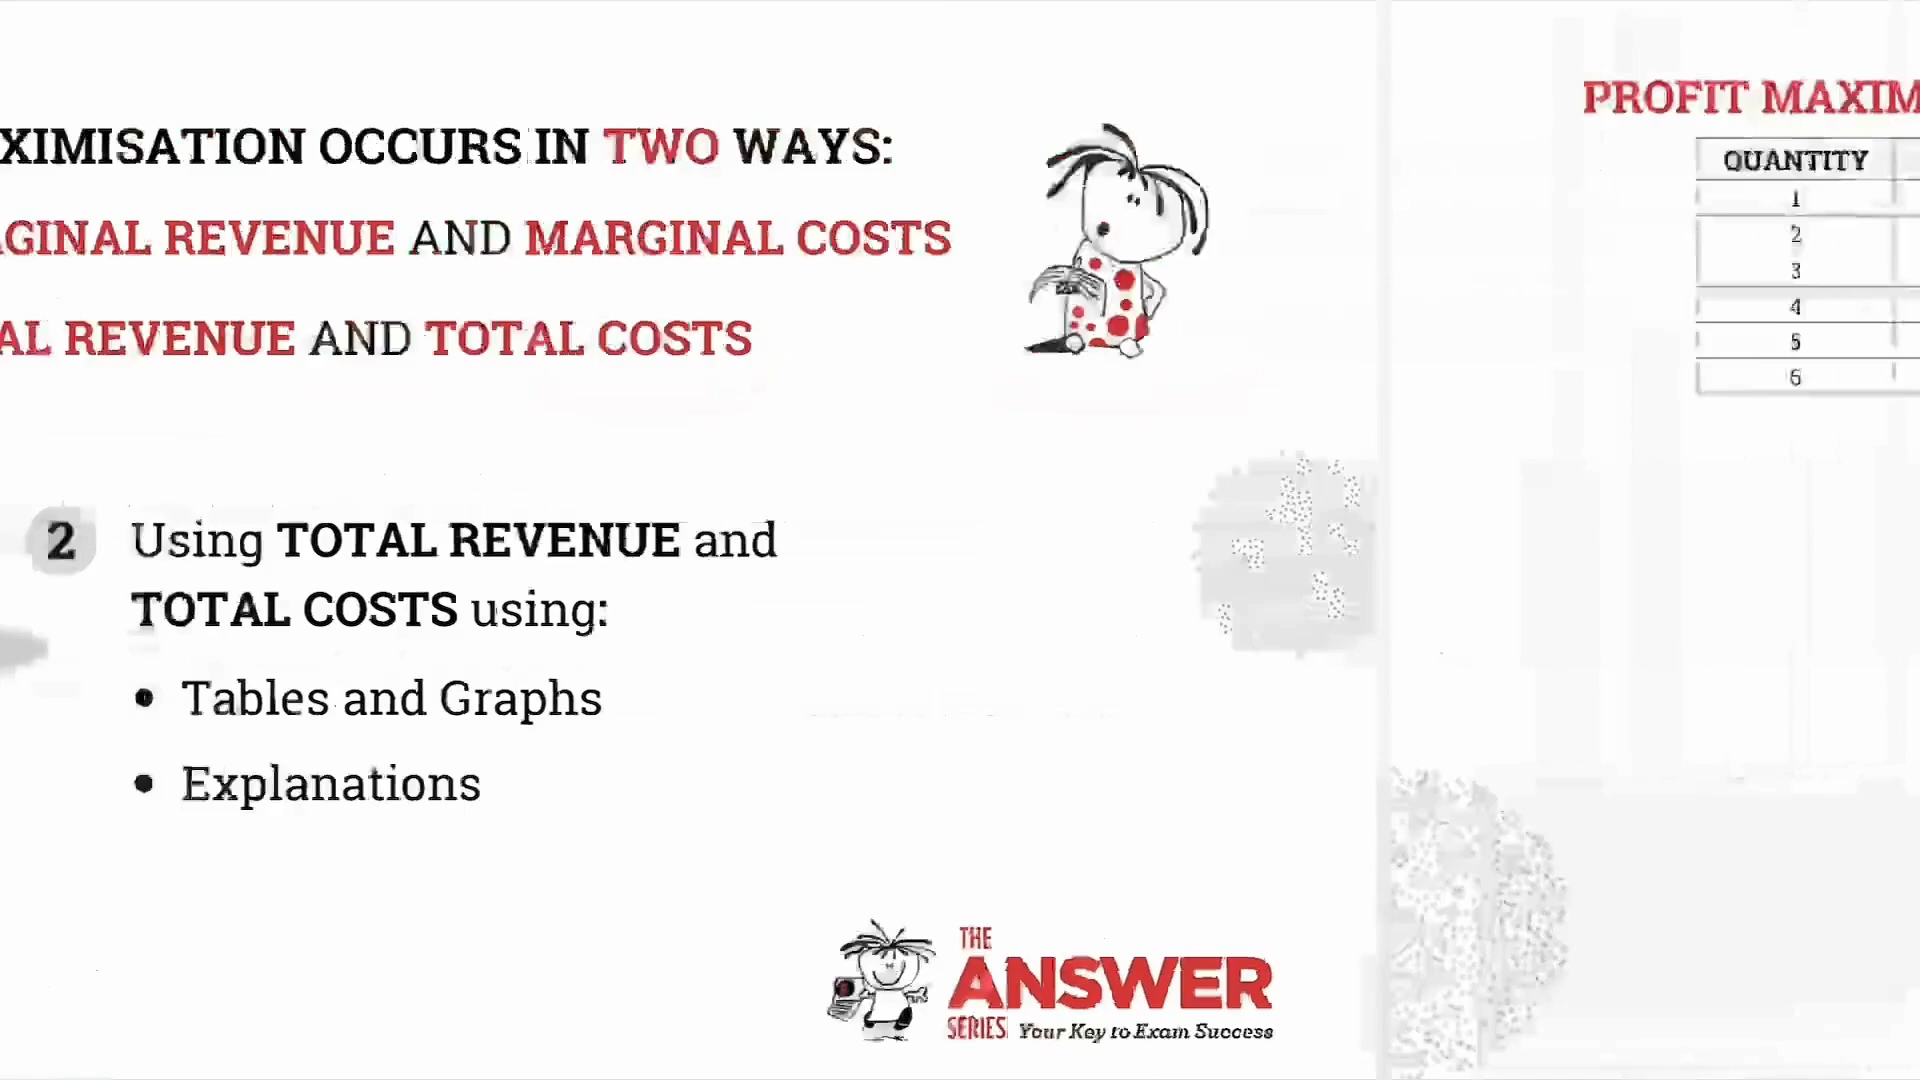 XIMISATION OCCURS IN TWO WAYS:
GINAL REVENUE AND MARGINAL COSTS
AL REVENUE AND TOTAL COSTS
2 Using TOTAL REVENUE and
TOTAL COSTS using:
• Tables and Graphs
• Explanations
THE
ANSWER
SERIES Your Key to Exam Success
PROFIT MAXIM
QUANTITY
1
2
3
4
5
6